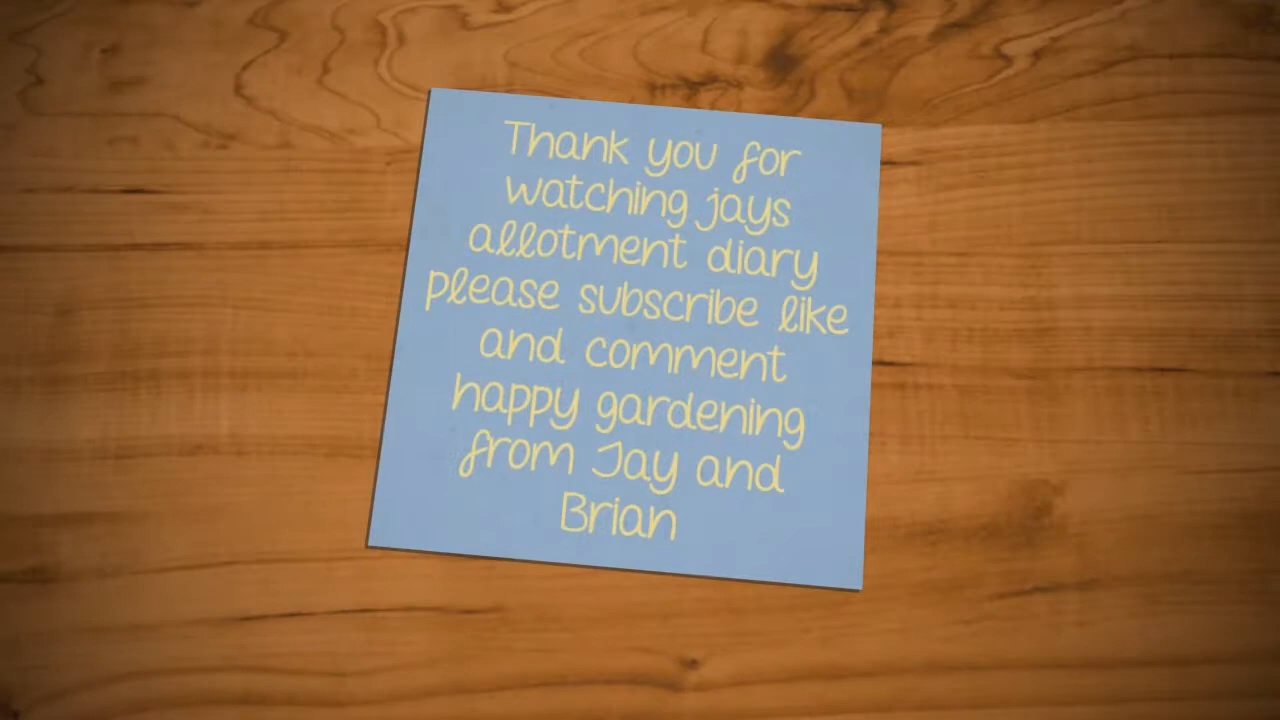 Thank you for
watching jays
allotment diary
please subscribe like
and comment
happy gardening
from Jay and
Brian